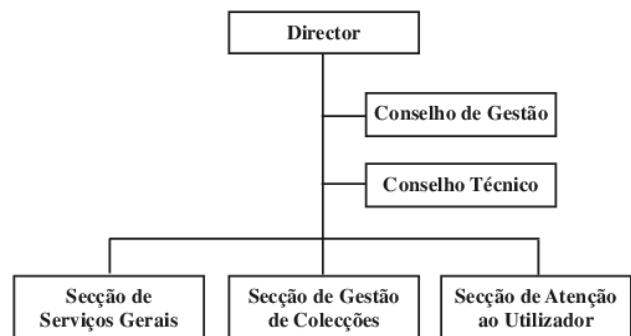 Director
Conselho de Gestão
Conselho Técnico
Secção de
Serviços Gerais
Secção de Gestão
de Colecções
Secção de Atenção
ao Utilizador